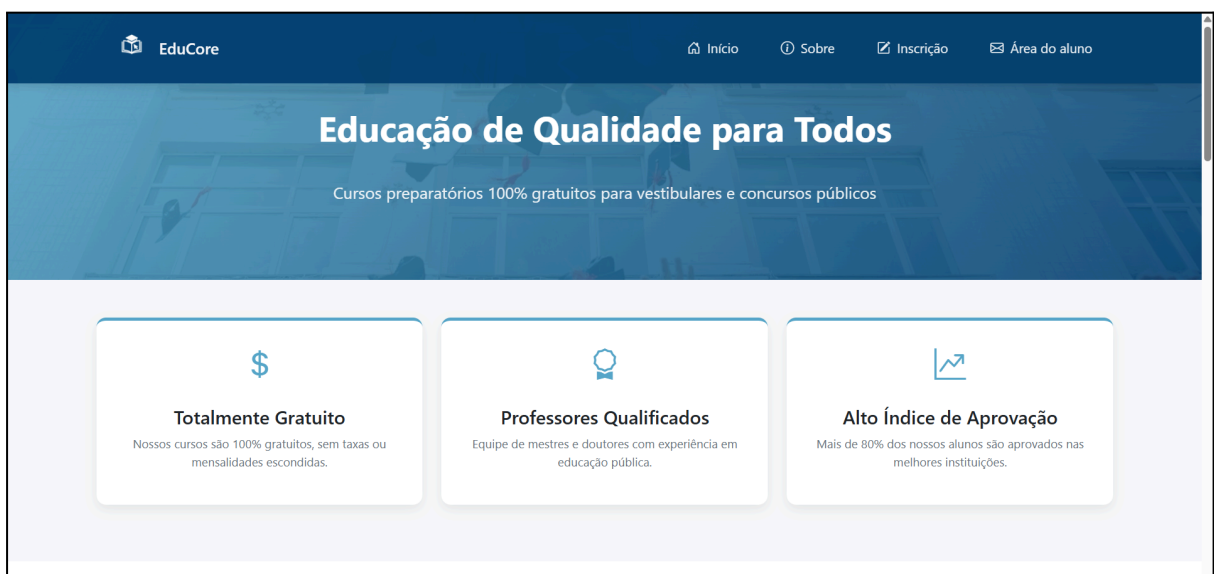 EduCore
Início
Sobre
Inscrição
Área do aluno
Educação de Qualidade para Todos
Cursos preparatórios 100% gratuitos para vestibulares e concursos públicos
Totalmente Gratuito
Nossos cursos são 100% gratuitos, sem taxas ou
mensalidades escondidas.
Professores Qualificados
Equipe de mestres e doutores com experiência em
educação pública.
Alto Índice de Aprovação
Mais de 80% dos nossos alunos são aprovados nas
melhores instituições.